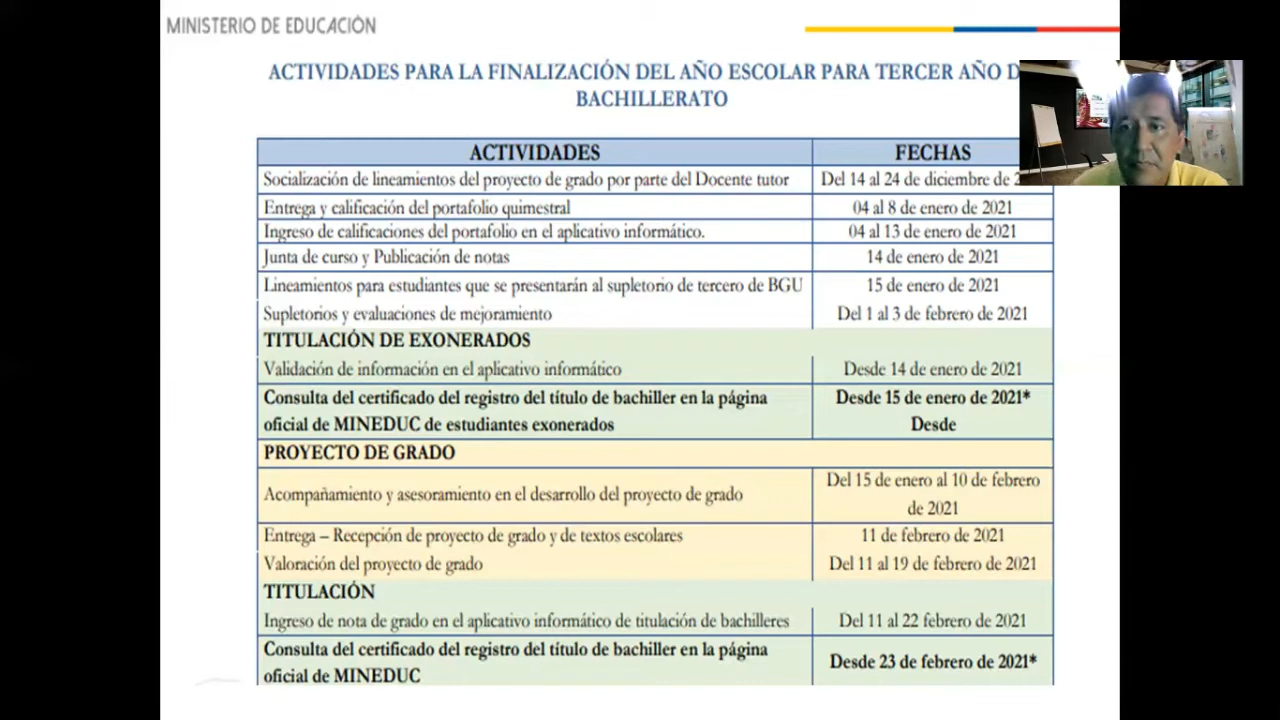 MINISTERIO DE EDUCACIÒN
ACTIVIDADES PARA LA FINALIZACIÓN DEL AÑO ESCOLAR PARA TERCER AÑO
BACHILLERATO
ACTIVIDADES FECHAS
Socialización de lineamientos del proyecto de grado por parte del Docente tutor Del 14 al 24 de diciembre de
Entrega y calificación del portafolio quimestral 04 al 8 de enero de 2021
Ingreso de calificaciones del portafolio en el aplicativo informático. 04 al 13 de enero de 2021
Junta de curso y Publicación de notas 14 de enero de 2021
Lineamientos para estudiantes que se presentarán al supletorio de tercero de BGU 15 de enero de 2021
Supletorios y evaluaciones de mejoramiento Del 1 al 3 de febrero de 2021
TITULACIÓN DE EXONERADOS
Validación de información en el aplicativo informático Desde 14 de enero de 2021
Consulta del certificado del registro del título de bachiller en la página Desde 15 de enero de 2021*
oficial de MINEDUC de estudiantes exonerados Desde
PROYECTO DE GRADO
Acompañamiento y asesoramiento en el desarrollo del proyecto de grado Del 15 de enero al 10 de febrero
de 2021
Entrega – Recepción de proyecto de grado y de textos escolares 11 de febrero de 2021
Valoración del proyecto de grado Del 11 al 19 de febrero de 2021
TITULACIÓN
Ingreso de nota de grado en el aplicativo informático de titulación de bachilleres Del 11 al 22 febrero de 2021
Consulta del certificado del registro del título de bachiller en la página
oficial de MINEDUC Desde 23 de febrero de 2021*